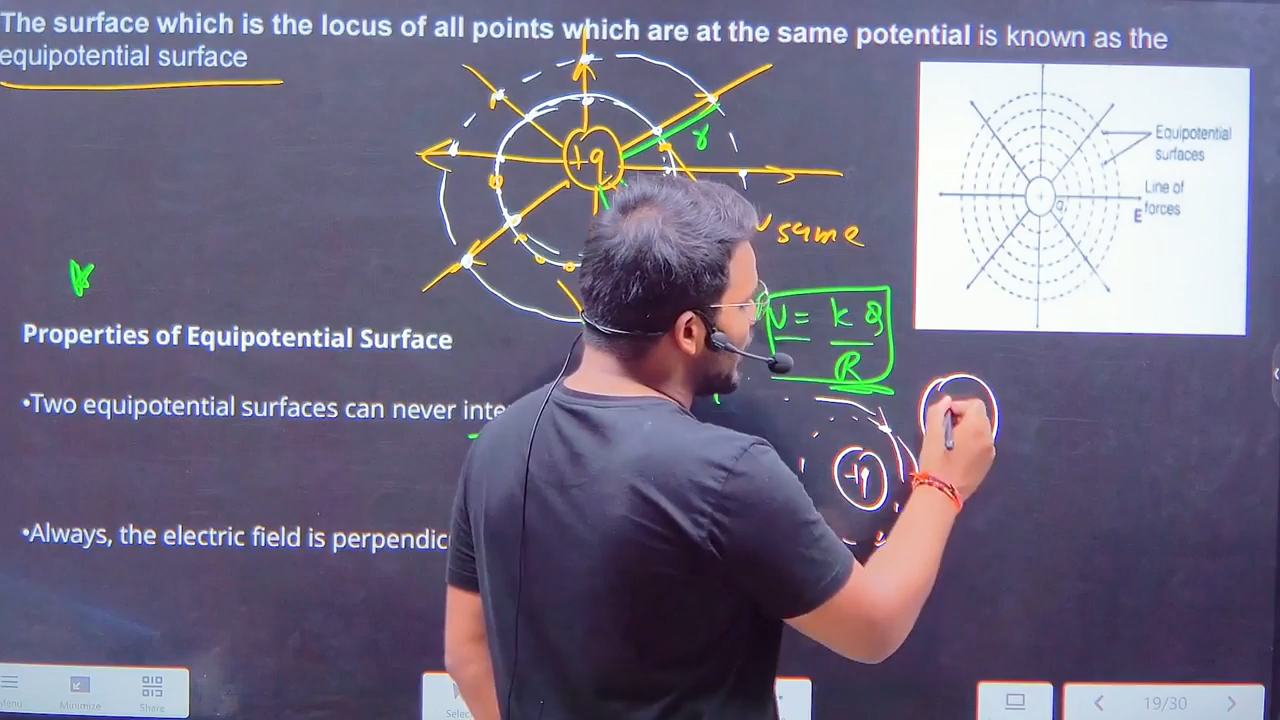 The surface which is the locus of all points which are at the same potential is known as the
equipotential surface
+q
r
V same
V = kQ
R
Equipotential
surfaces
Line of
forces
E
q
Properties of Equipotential Surface
•Two equipotential surfaces can never inte
+q
•Always, the electric field is perpendic
Menu
Minimize
Share
Selec
19/30